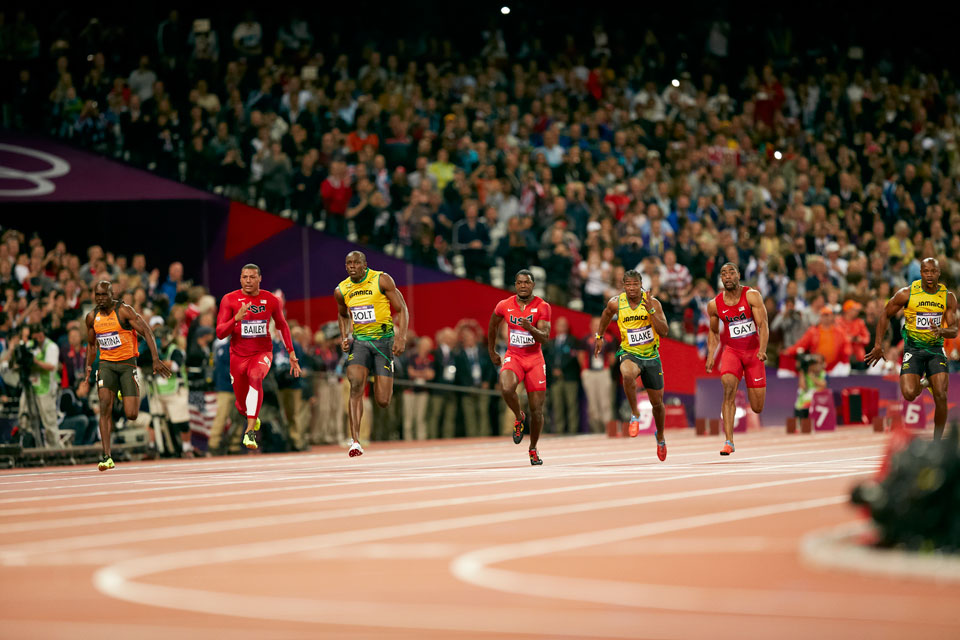 MARTINA
USA
BAILEY
JAMAICA
BOLT
USA
GATLIN
JAMAICA
BLAKE
USA
GAY
JAMAICA
POWELL
7
6